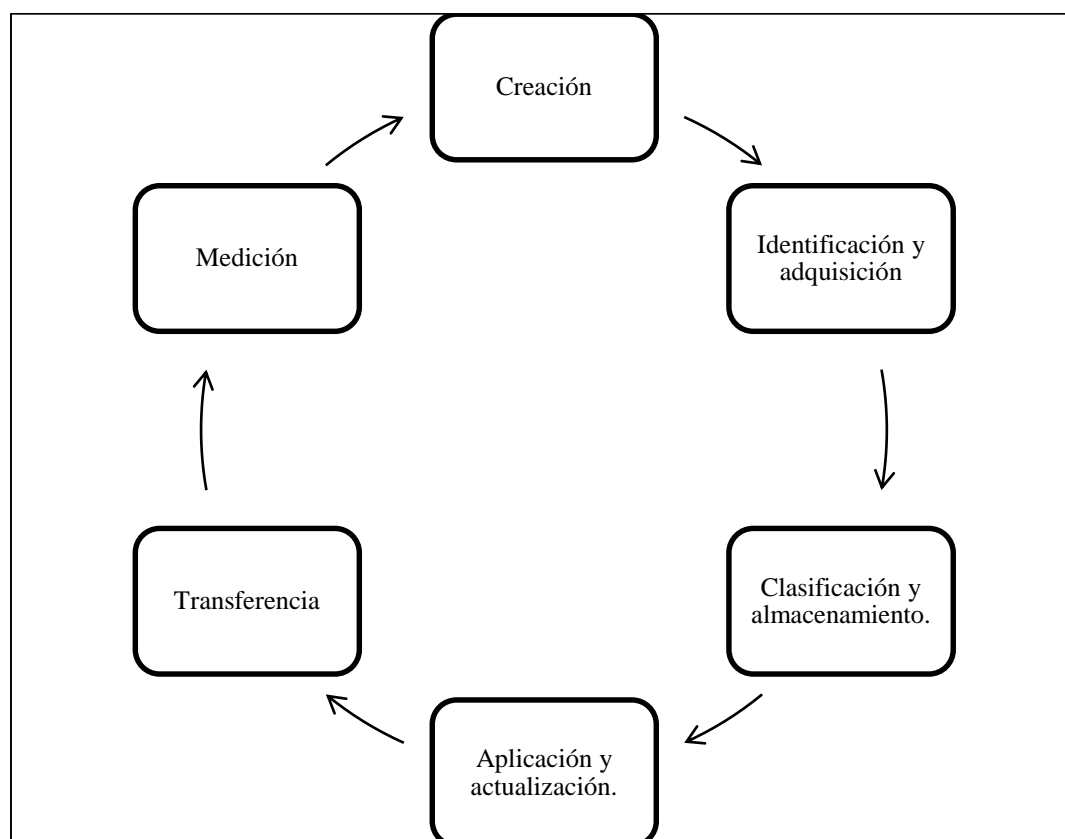 Creación
Identificación y
adquisición
Clasificación y
almacenamiento.
Aplicación y
actualización.
Transferencia
Medición